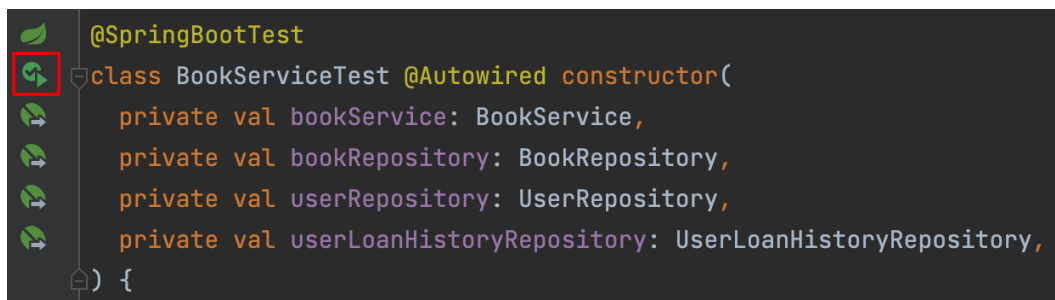 @SpringBootTest
class BookServiceTest @Autowired constructor(
private val bookService: BookService,
private val bookRepository: BookRepository,
private val userRepository: UserRepository,
private val userLoanHistoryRepository: UserLoanHistoryRepository,
) {